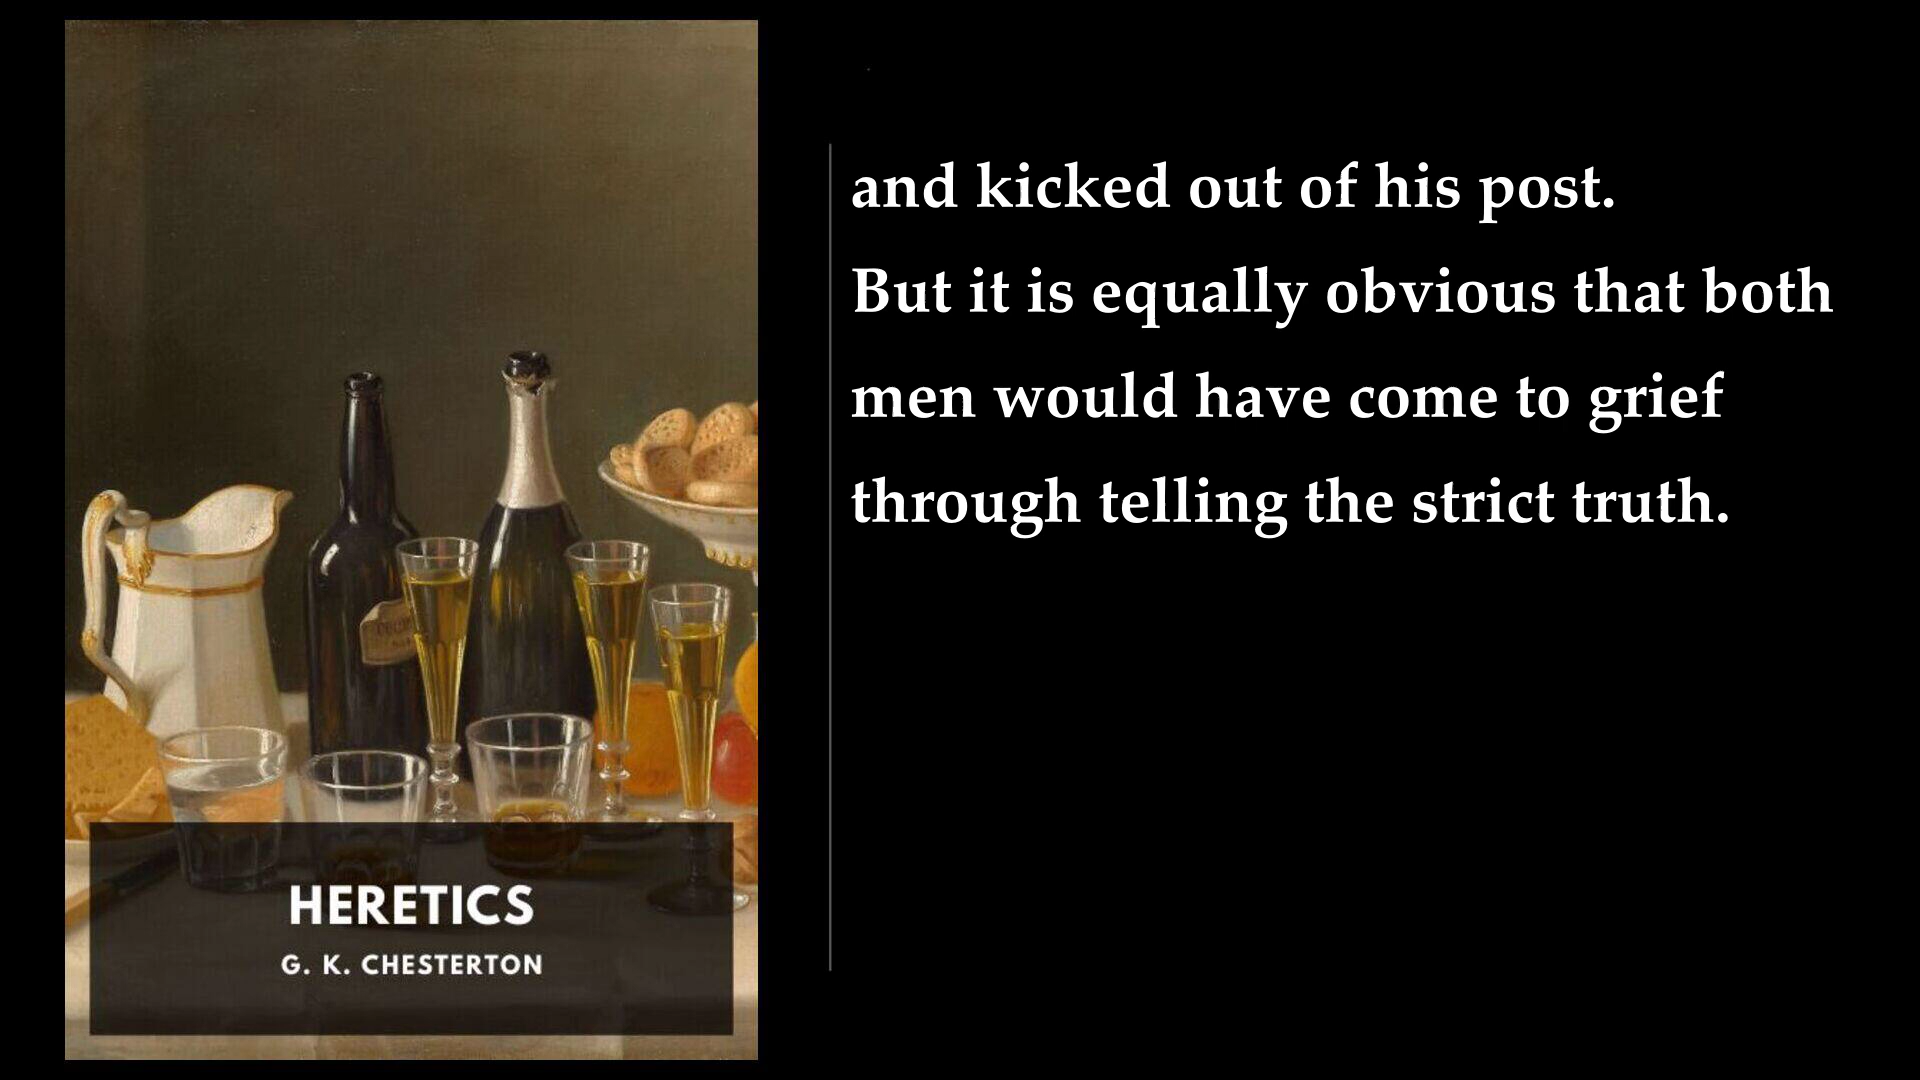 and kicked out of his post.
But it is equally obvious that both
men would have come to grief
through telling the strict truth.
HERETICS
G. K. CHESTERTON